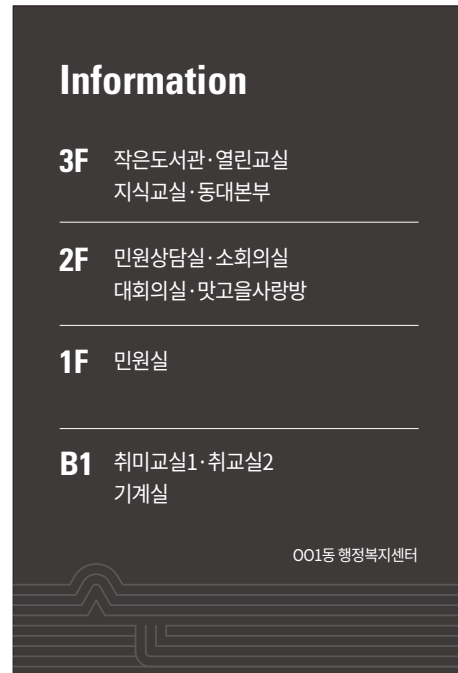 Information
3F 작은도서관·열린교실
지식교실·동대본부
2F 민원상담실·소회의실
대회의실·맛고을사랑방
1F 민원실
B1 취미교실1·취교실2
기계실
OO1동 행정복지센터